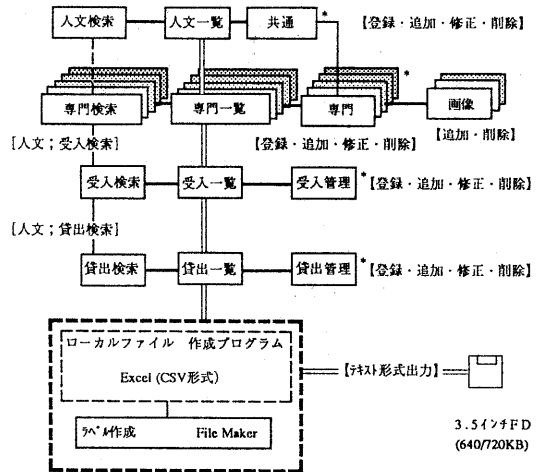 人文検索 人文一覧 共通 * 【登録・追加・修正・削除】
専門検索 専門一覧 専門 * 画像
【追加・削除】
[人文；受入検索] 【登録・追加・修正・削除】
受入検索 受入一覧 受入管理 *【登録・追加・修正・削除】
[人文；貸出検索]
貸出検索 貸出一覧 貸出管理 *【登録・追加・修正・削除】
ローカルファイル 作成プログラム
【ﾃｷｽﾄ形式出力】
Excel (CSV形式)
ﾗﾍﾞﾙ作成 File Maker
3.5ｲﾝﾁFD
(640/720KB)